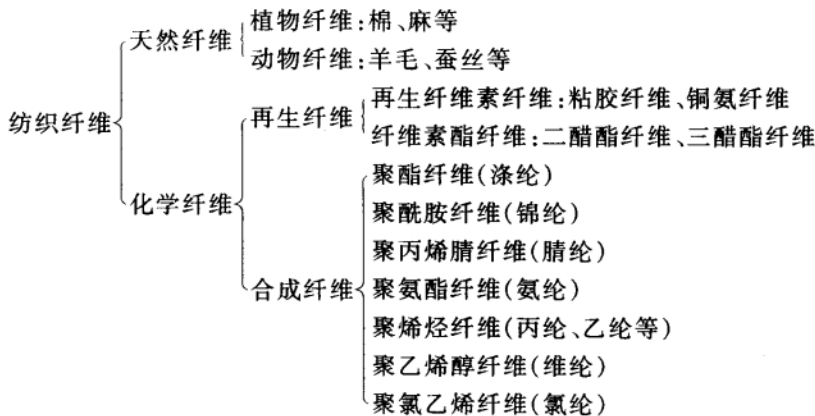 纺织纤维
天然纤维
植物纤维:棉、麻等
动物纤维:羊毛、蚕丝等
化学纤维
再生纤维
再生纤维素纤维:粘胶纤维、铜氨纤维
纤维素酯纤维:二醋酯纤维、三醋酯纤维
合成纤维
聚酯纤维(涤纶)
聚酰胺纤维(锦纶)
聚丙烯腈纤维(腈纶)
聚氨酯纤维(氨纶)
聚烯烃纤维(丙纶、乙纶等)
聚乙烯醇纤维(维纶)
聚氯乙烯纤维(氯纶)